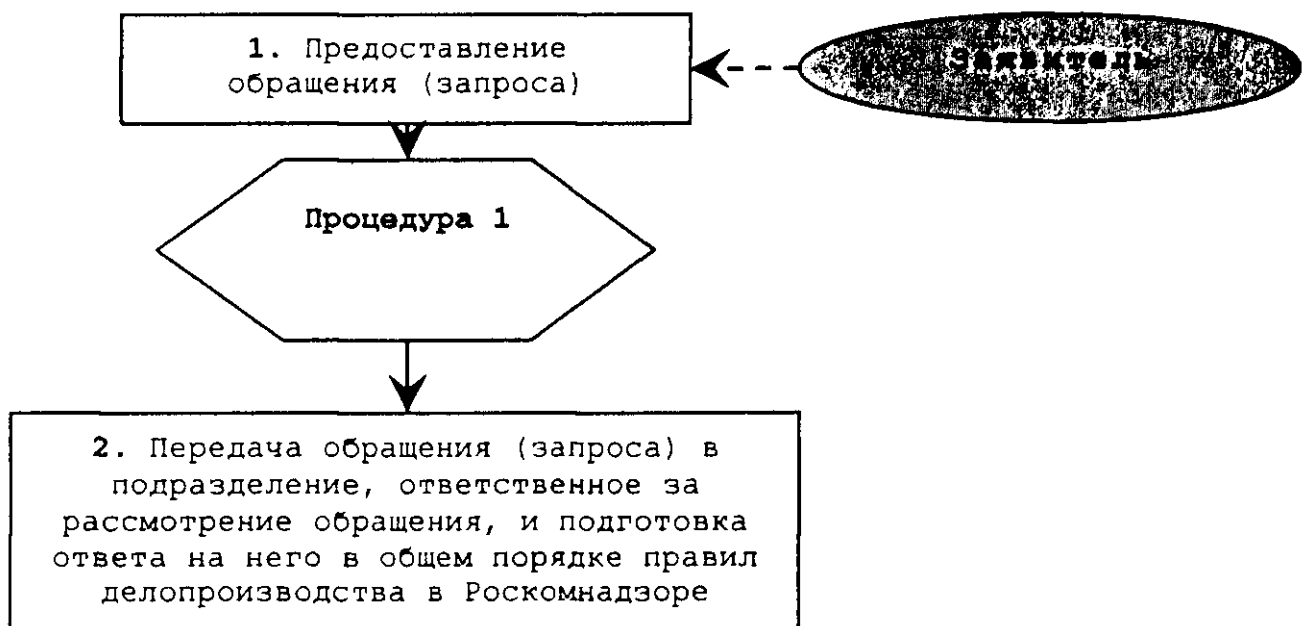 1. Предоставление
обращения (запроса)
Заявитель
Процедура 1
2. Передача обращения (запроса) в
подразделение, ответственное за
рассмотрение обращения, и подготовка
ответа на него в общем порядке правил
делопроизводства в Роскомнадзоре